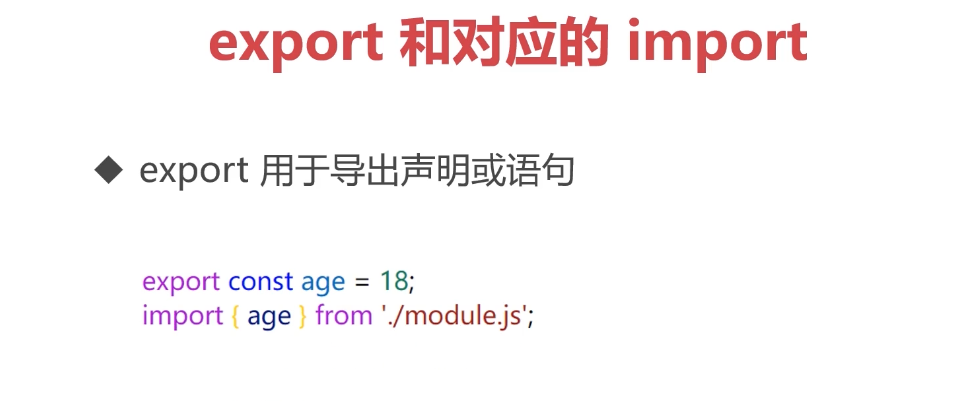 export 和对应的 import
◆ export 用于导出声明或语句
export const age = 18;
import { age } from './module.js';